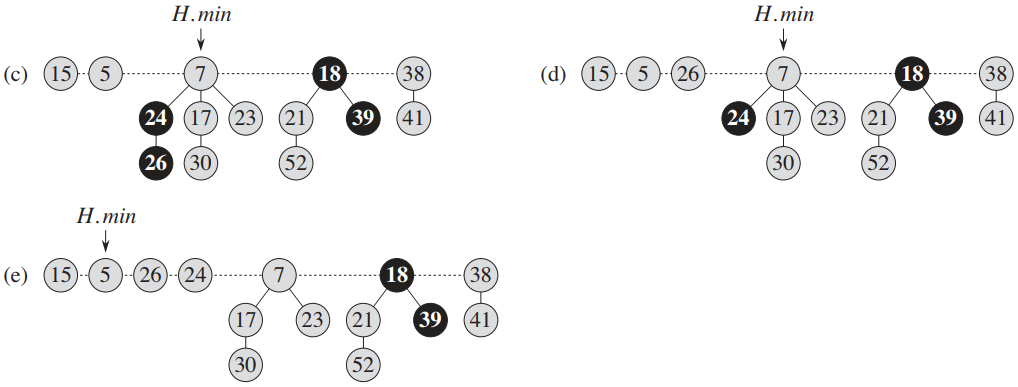 H.min H.min
(c) 15 5 7 18 38 (d) 15 5 26 7 18 38
24 17 23 21 39 41 24 17 23 21 39 41
26 30 52 30 52
H.min
(e) 15 5 26 24 7 18 38
17 23 21 39 41
30 52